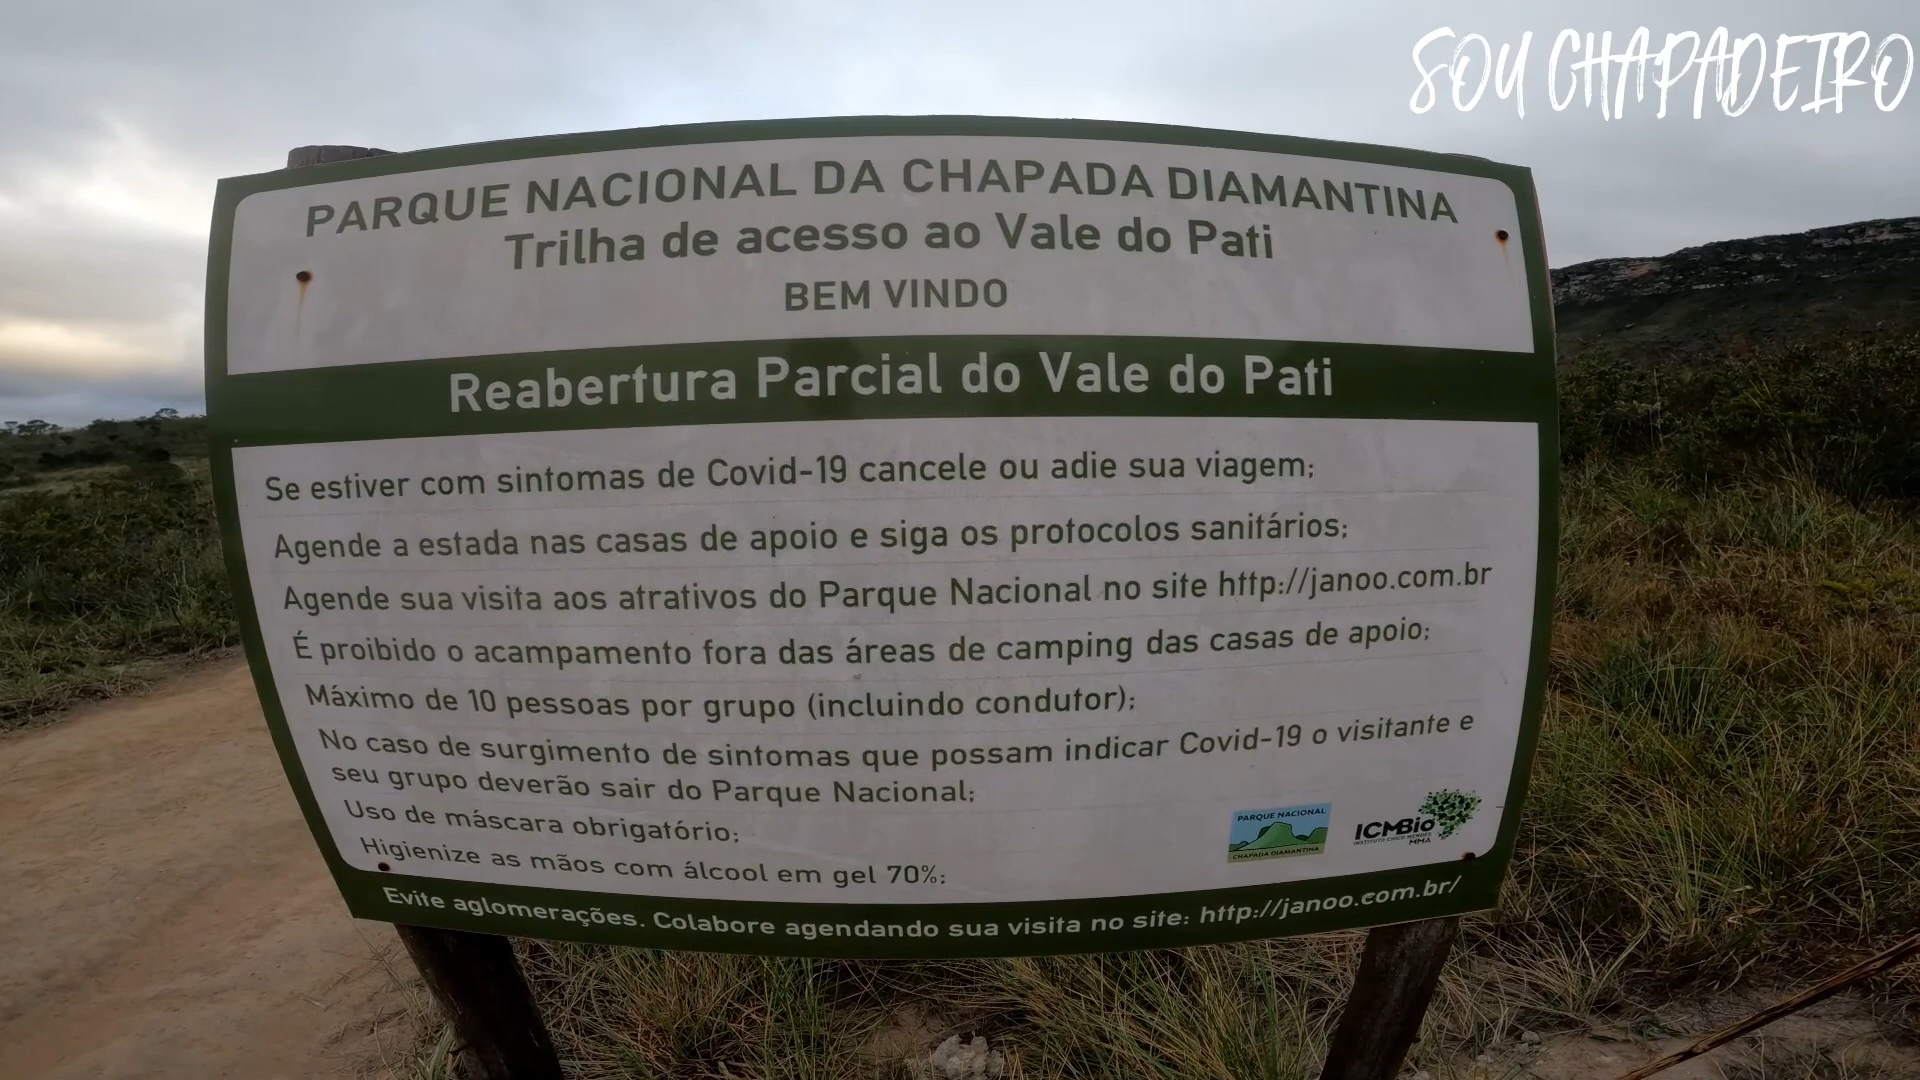 SOU CHAPADEIRO
PARQUE NACIONAL DA CHAPADA DIAMANTINA
Trilha de acesso ao Vale do Pati
BEM VINDO
Reabertura Parcial do Vale do Pati
Se estiver com sintomas de Covid-19 cancele ou adie sua viagem;
Agende a estada nas casas de apoio e siga os protocolos sanitários;
Agende sua visita aos atrativos do Parque Nacional no site http://janoo.com.br
É proibido o acampamento fora das áreas de camping das casas de apoio;
Máximo de 10 pessoas por grupo (incluindo condutor);
No caso de surgimento de sintomas que possam indicar Covid-19 o visitante e
seu grupo deverão sair do Parque Nacional;
Uso de máscara obrigatório;
Higienize as mãos com álcool em gel 70%;
PARQUE NACIONAL
CHAPADA DIAMANTINA
ICMBio
INSTITUTO CHICO MENDES
MMA
Evite aglomerações. Colabore agendando sua visita no site: http://janoo.com.br/